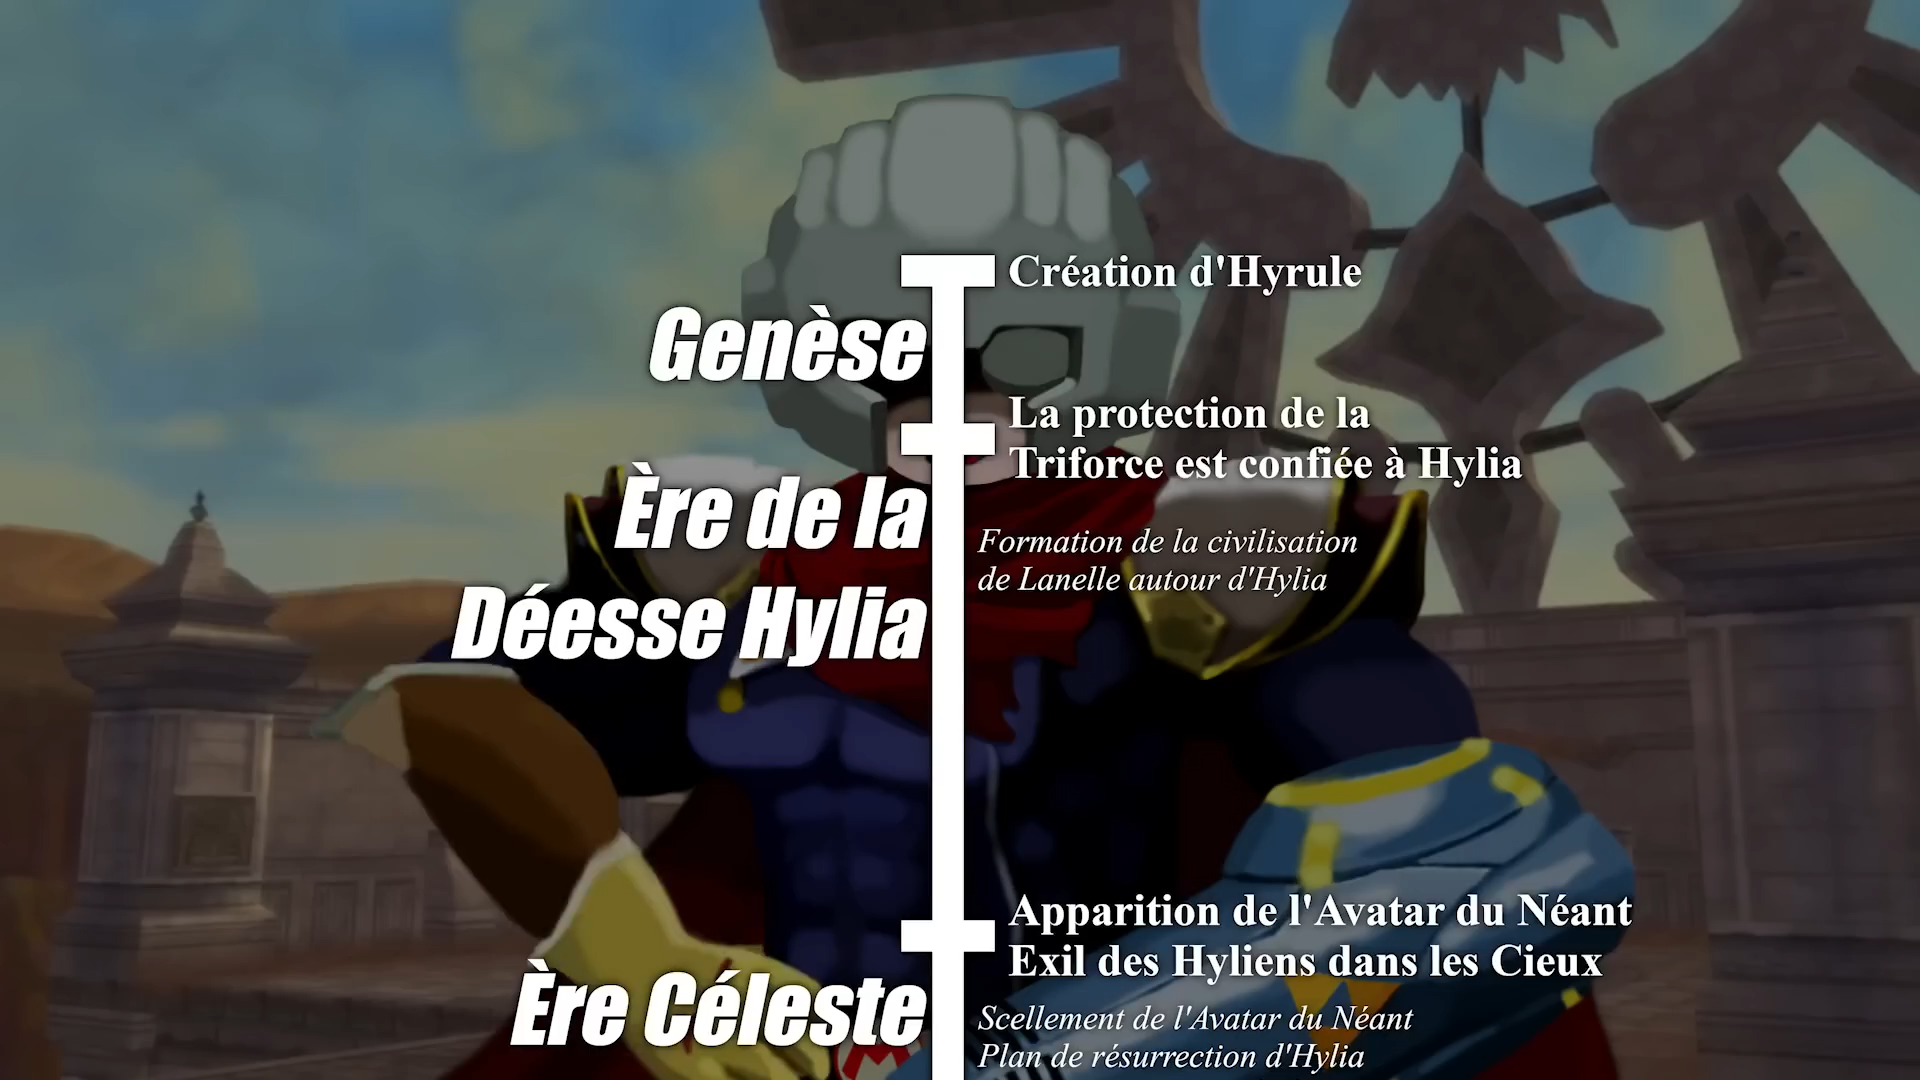 Création d'Hyrule
Genèse
La protection de la
Triforce est confiée à Hylia
Ère de la
Déesse Hylia
Formation de la civilisation
de Lanelle autour d'Hylia
Apparition de l'Avatar du Néant
Exil des Hyliens dans les Cieux
Ère Céleste
Scellement de l'Avatar du Néant
Plan de résurrection d'Hylia